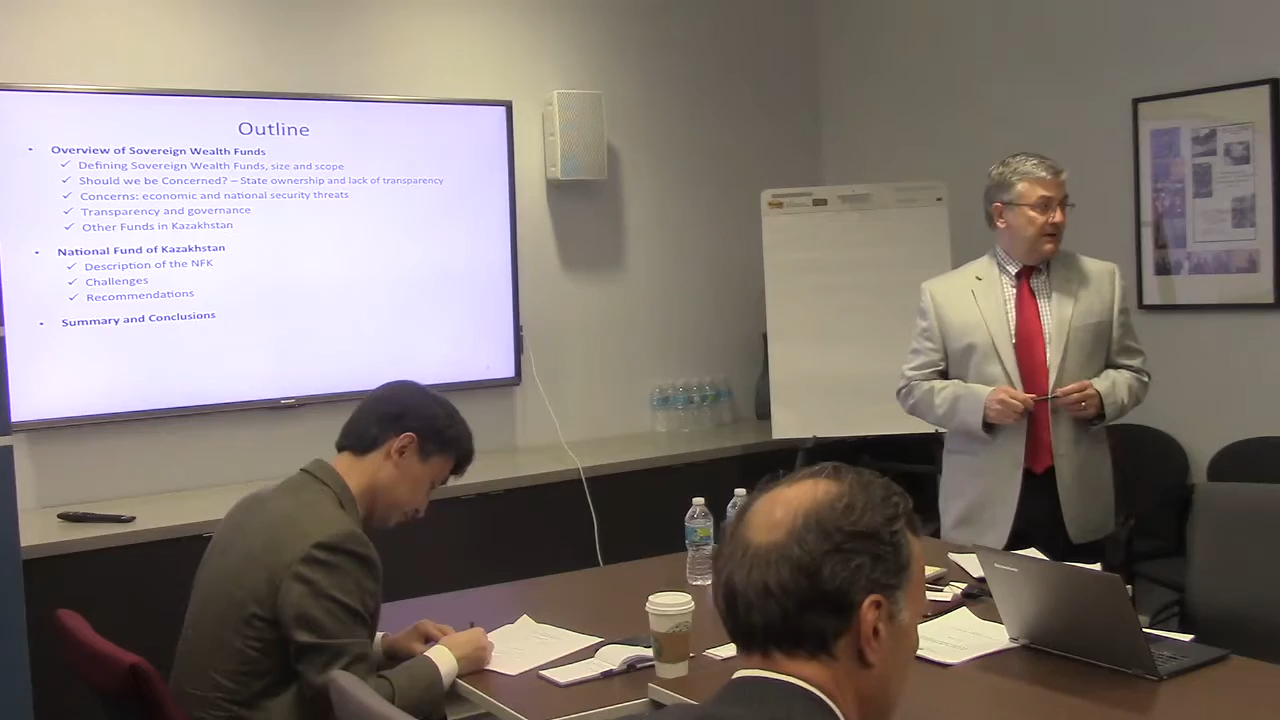 Outline
• Overview of Sovereign Wealth Funds
✓ Defining Sovereign Wealth Funds, size and scope
✓ Should we be Concerned? – State ownership and lack of transparency
✓ Concerns: economic and national security threats
✓ Transparency and governance
✓ Other Funds in Kazakhstan
• National Fund of Kazakhstan
✓ Description of the NFK
✓ Challenges
✓ Recommendations
• Summary and Conclusions